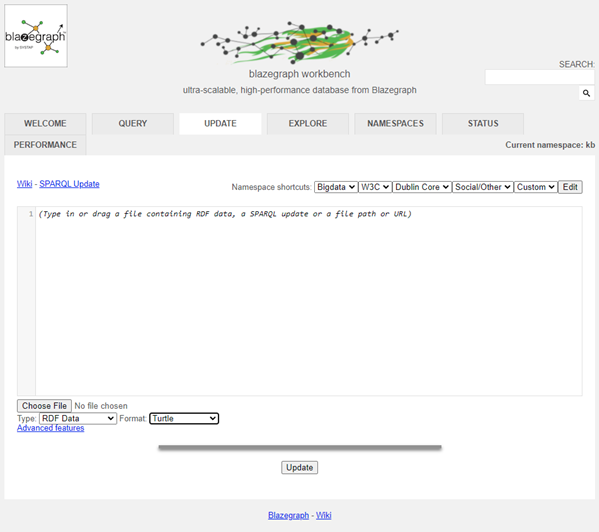 blazegraph
by SYSTAP
blazegraph workbench
ultra-scalable, high-performance database from Blazegraph
SEARCH:
WELCOME QUERY UPDATE EXPLORE NAMESPACES STATUS
PERFORMANCE Current namespace: kb
Wiki - SPARQL Update Namespace shortcuts: Bigdata W3C Dublin Core Social/Other Custom Edit
1 (Type in or drag a file containing RDF data, a SPARQL update or a file path or URL)
Choose File No file chosen
Type: RDF Data Format: Turtle
Advanced features
Update
Blazegraph - Wiki